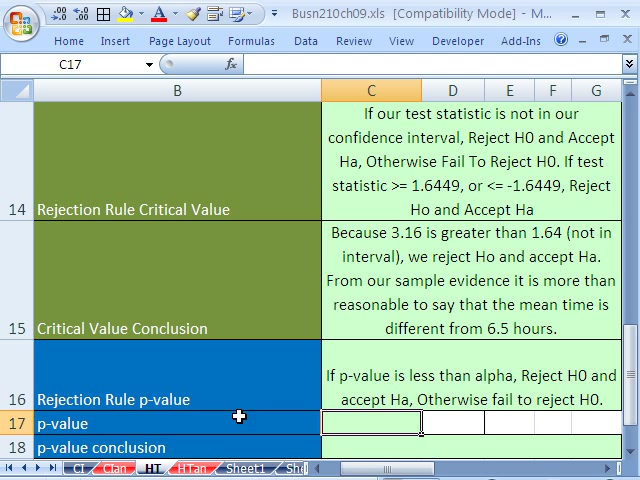 Busn210ch09.xls [Compatibility Mode] - M...
Home Insert Page Layout Formulas Data Review View Developer Add-Ins
C17 fx
B C D E F G
If our test statistic is not in our
confidence interval, Reject H0 and Accept
Ha, Otherwise Fail To Reject H0. If test
statistic >= 1.6449, or <= -1.6449, Reject
14 Rejection Rule Critical Value Ho and Accept Ha
Because 3.16 is greater than 1.64 (not in
interval), we reject Ho and accept Ha.
From our sample evidence it is more than
reasonable to say that the mean time is
15 Critical Value Conclusion different from 6.5 hours.
If p-value is less than alpha, Reject H0 and
16 Rejection Rule p-value accept Ha, Otherwise fail to reject H0.
17 p-value
18 p-value conclusion
CI CIan HT HTan Sheet1 She